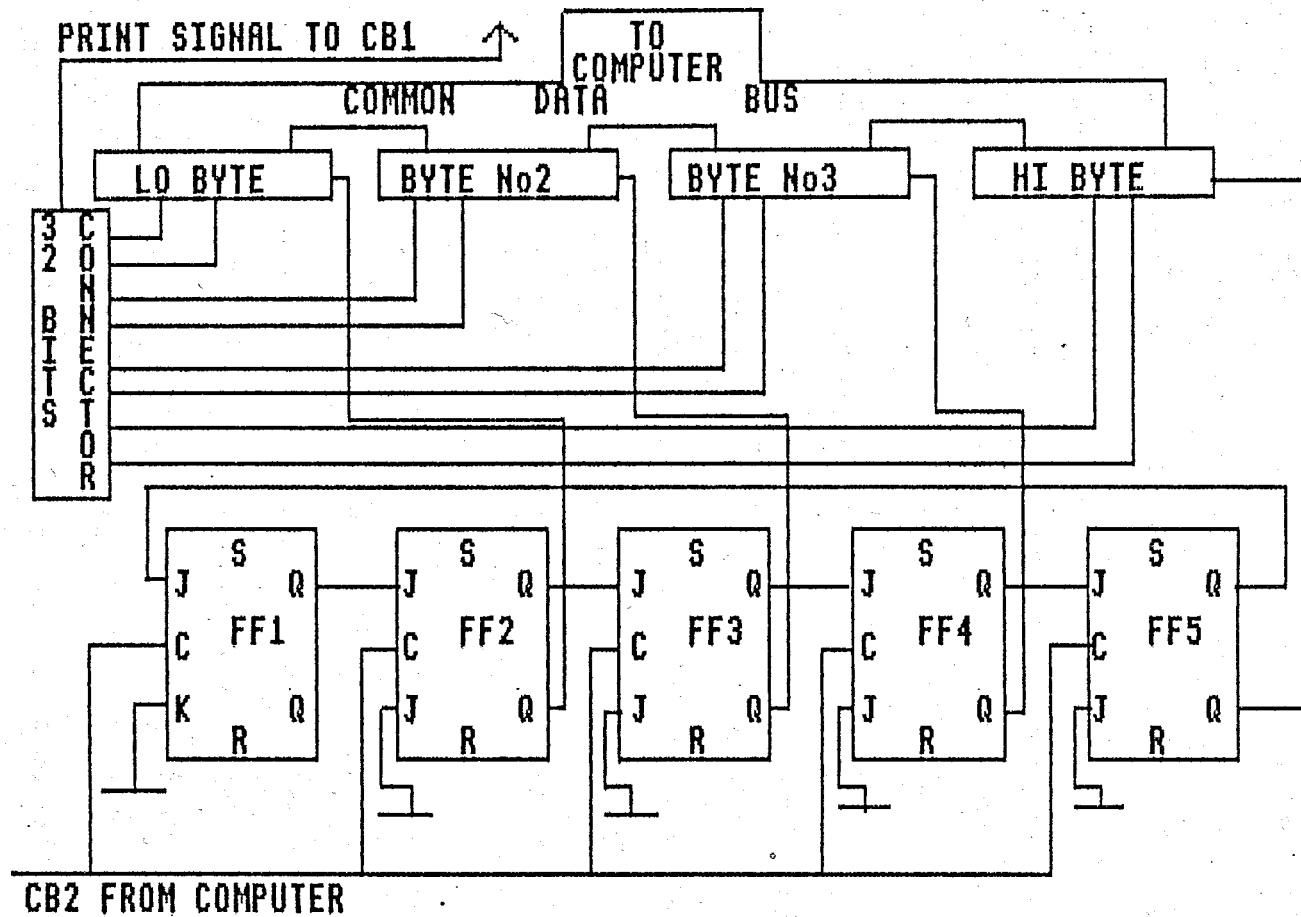 PRINT SIGNAL TO CB1
TO
COMPUTER
COMMON DATA BUS
LO BYTE
BYTE No2
BYTE No3
HI BYTE
32 BITS
CONNECTOR
S
J Q
FF1
C
K Q
R
S
J Q
FF2
C
J Q
R
S
J Q
FF3
C
J Q
R
S
J Q
FF4
C
J Q
R
S
J Q
FF5
C
J Q
R
CB2 FROM COMPUTER